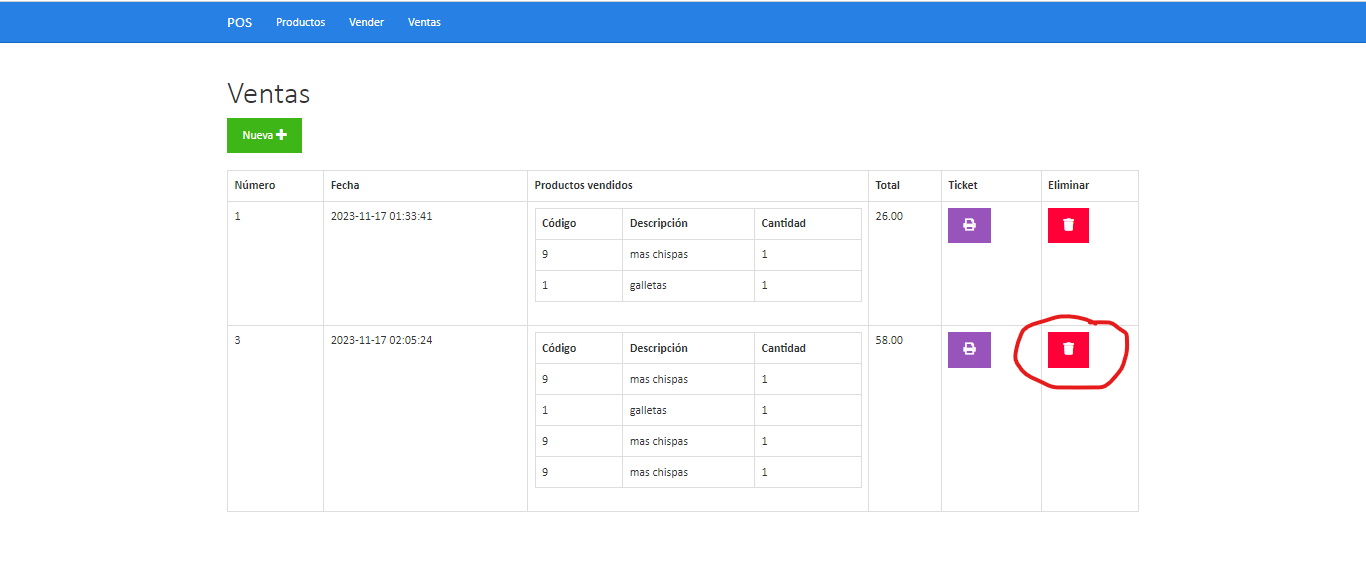 POS Productos Vender Ventas
Ventas
Nueva
Número Fecha Productos vendidos Total Ticket Eliminar
1 2023-11-17 01:33:41 26.00
Código Descripción Cantidad
9 mas chispas 1
1 galletas 1
3 2023-11-17 02:05:24 58.00
Código Descripción Cantidad
9 mas chispas 1
1 galletas 1
9 mas chispas 1
9 mas chispas 1